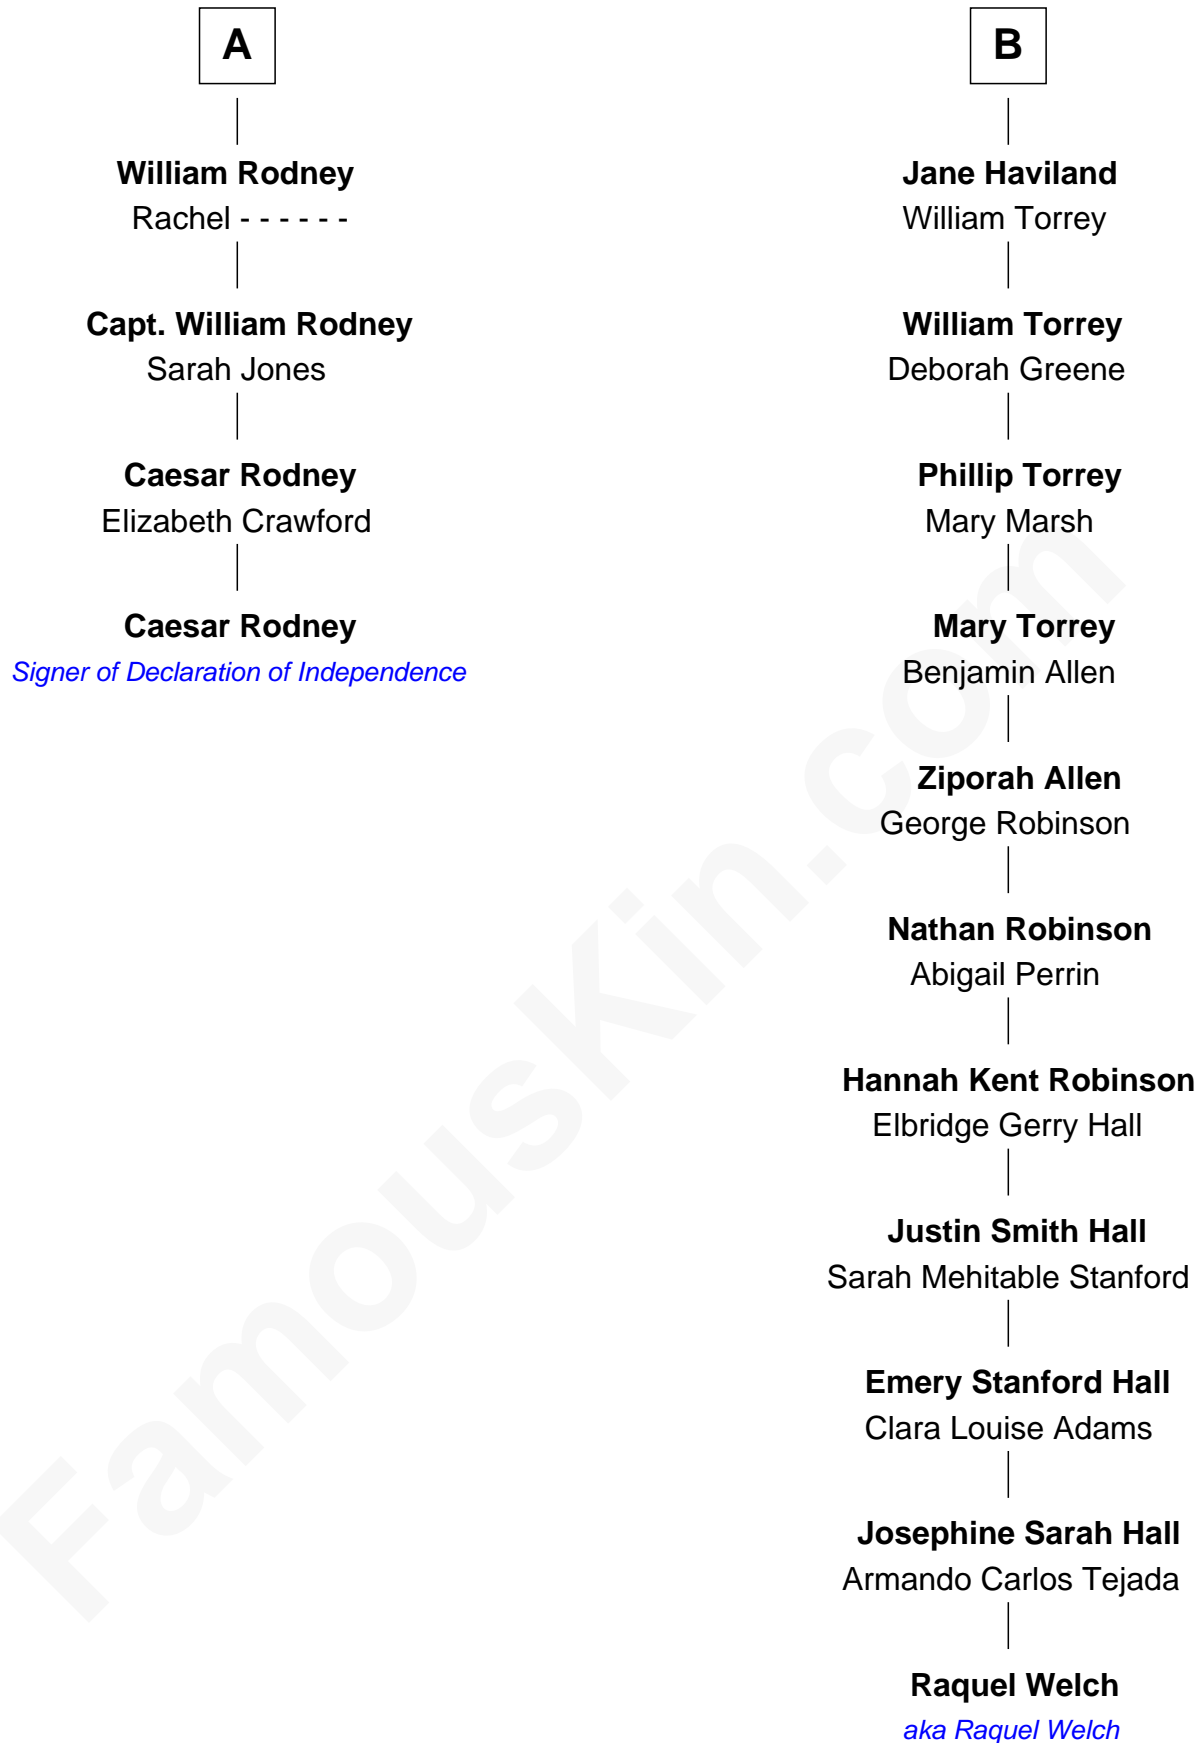 A
William Rodney
Rachel - - - - - -
Capt. William Rodney
Sarah Jones
Caesar Rodney
Elizabeth Crawford
Caesar Rodney
Signer of Declaration of Independence
B
Jane Haviland
William Torrey
William Torrey
Deborah Greene
Phillip Torrey
Mary Marsh
Mary Torrey
Benjamin Allen
Ziporah Allen
George Robinson
Nathan Robinson
Abigail Perrin
Hannah Kent Robinson
Elbridge Gerry Hall
Justin Smith Hall
Sarah Mehitable Stanford
Emery Stanford Hall
Clara Louise Adams
Josephine Sarah Hall
Armando Carlos Tejada
Raquel Welch
aka Raquel Welch
FamousKin.com